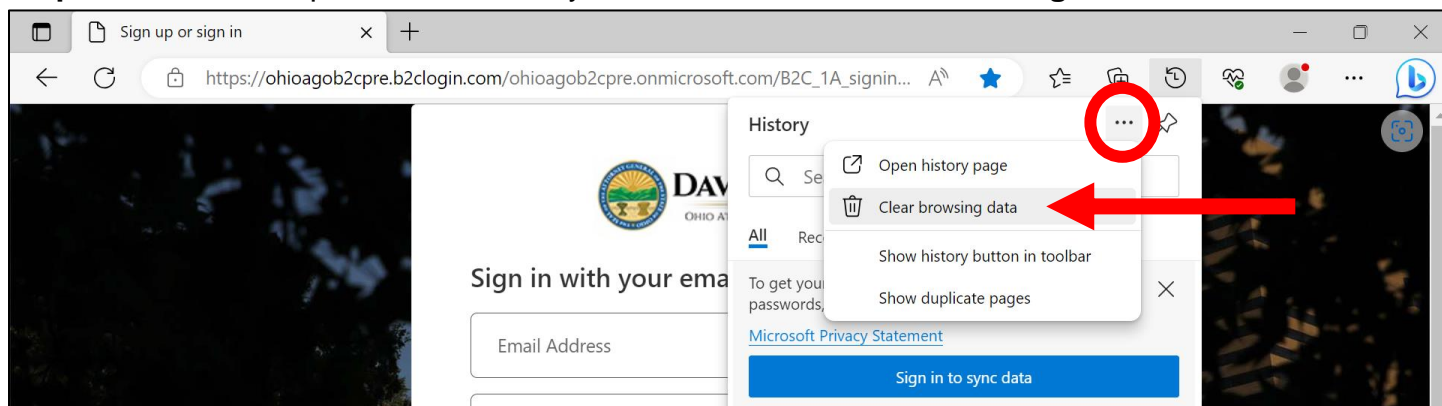 Sign up or sign in
https://ohioagob2cpre.b2clogin.com/ohioagob2cpre.onmicrosoft.com/B2C_1A_signin...
History
Open history page
Se
DAV
Clear browsing data
OHIO AT
All Rec
Show history button in toolbar
Sign in with your ema
To get your
Show duplicate pages
passwords,
Email Address
Microsoft Privacy Statement
Sign in to sync data